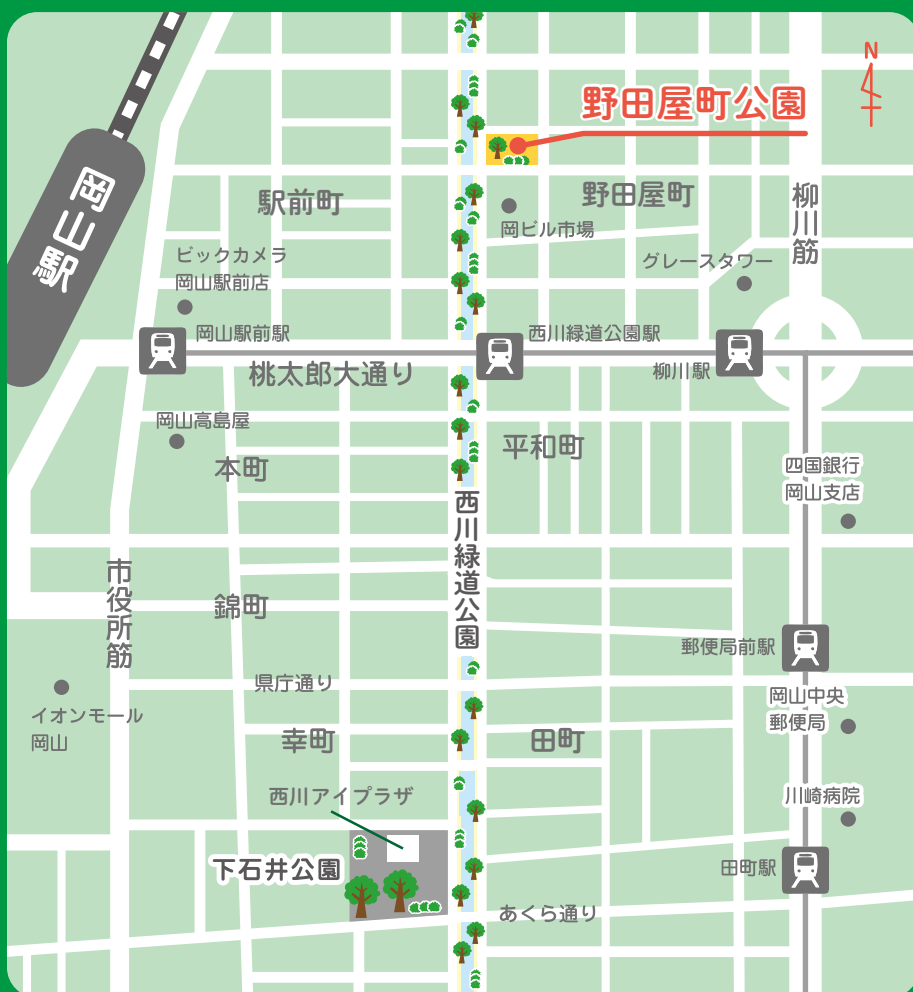 N
野田屋町公園
岡山駅
駅前町
野田屋町
柳川筋
岡ビル市場
ビックカメラ
岡山駅前店
グレースタワー
岡山駅前駅
西川緑道公園駅
柳川駅
桃太郎大通り
岡山高島屋
本町
平和町
四国銀行
岡山支店
西川緑道公園
市役所筋
錦町
郵便局前駅
県庁通り
岡山中央
郵便局
イオンモール
岡山
幸町
田町
西川アイプラザ
川崎病院
下石井公園
田町駅
あくら通り